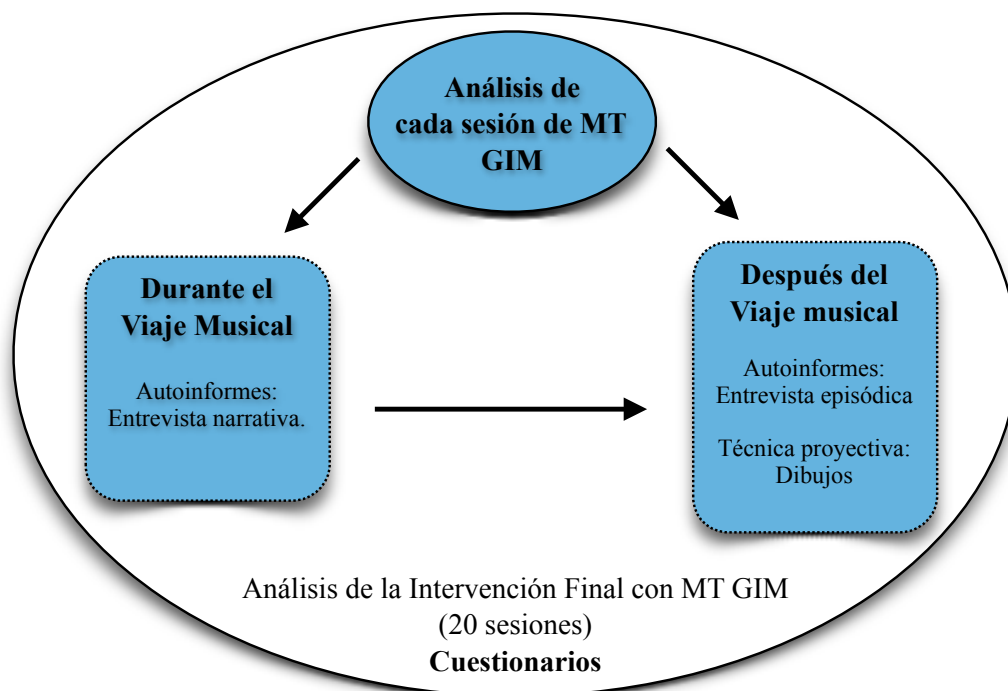 Análisis de
cada sesión de MT
GIM
Durante el
Viaje Musical
Autoinformes:
Entrevista narrativa.
Después del
Viaje musical
Autoinformes:
Entrevista episódica
Técnica proyectiva:
Dibujos
Análisis de la Intervención Final con MT GIM
(20 sesiones)
Cuestionarios